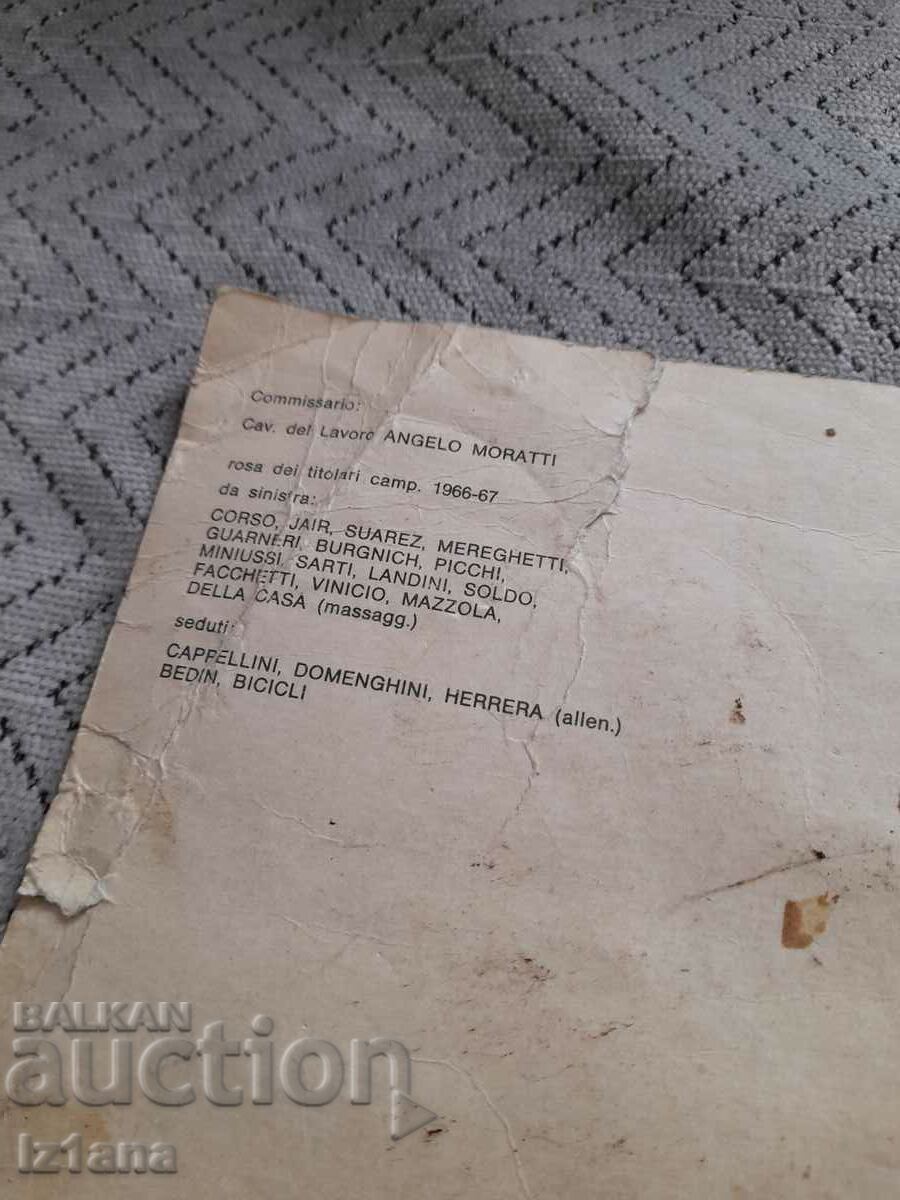 Commissario:
Cav. del Lavoro ANGELO MORATTI
rosa dei titolari camp. 1966-67
da sinistra:
CORSO, JAIR, SUAREZ, MEREGHETTI,
GUARNERI, BURGNICH, PICCHI,
MINIUSSI, SARTI, LANDINI, SOLDO,
FACCHETTI, VINICIO, MAZZOLA,
DELLA CASA (massagg.)
seduti:
CAPPELLINI, DOMENGHINI, HERRERA (allen.)
BEDIN, BICICLI
BALKAN
auction
Iz1ana